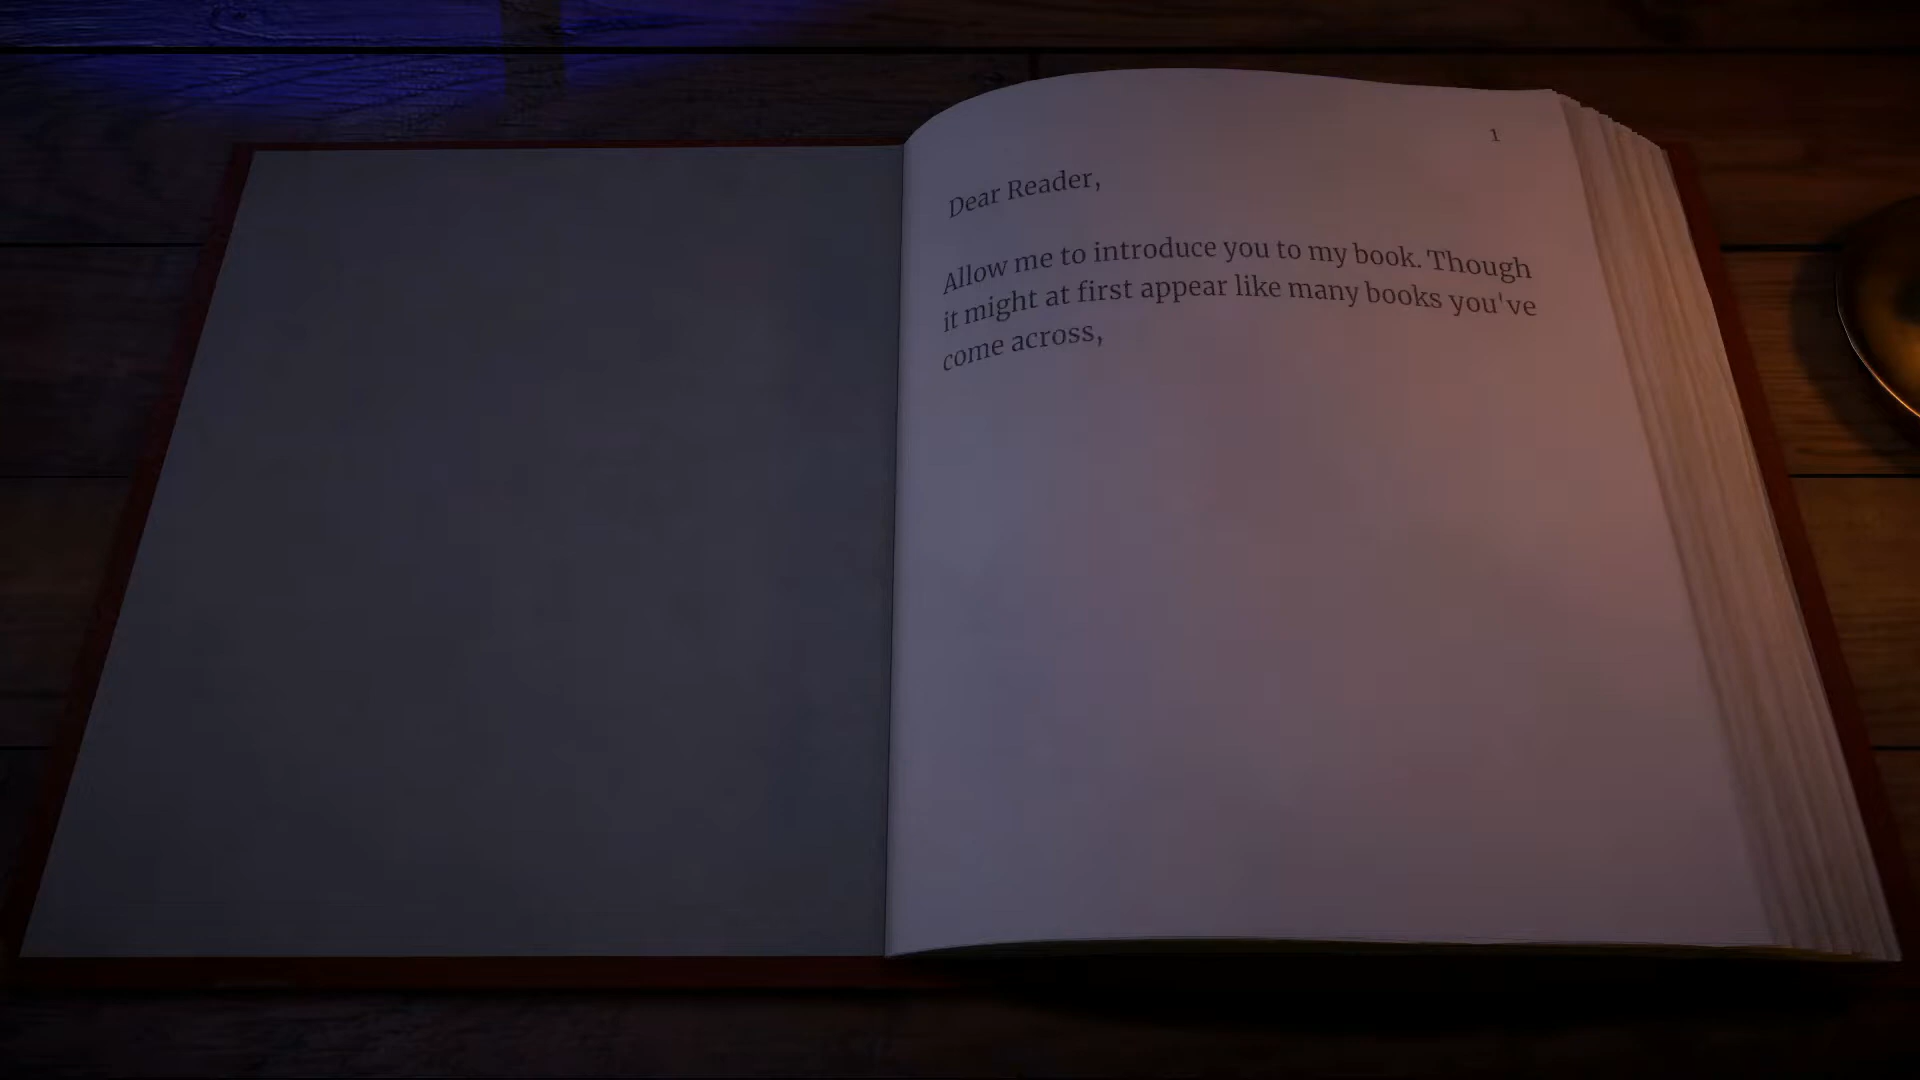 1
Dear Reader,
Allow me to introduce you to my book. Though
it might at first appear like many books you've
come across,